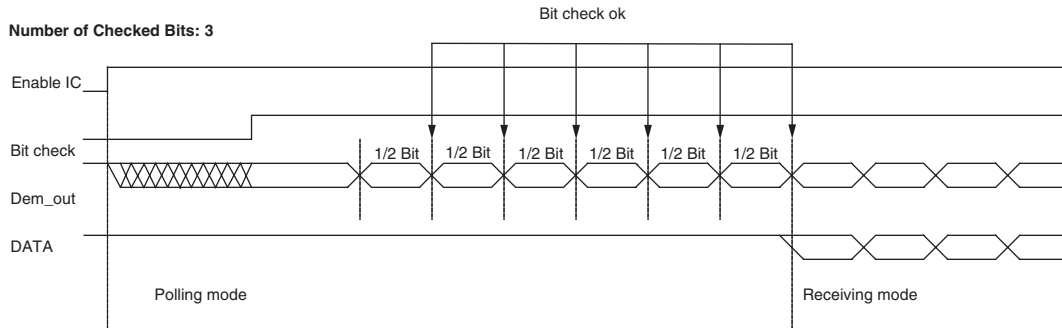 Bit check ok
Number of Checked Bits: 3
Enable IC
Bit check
1/2 Bit 1/2 Bit 1/2 Bit 1/2 Bit 1/2 Bit 1/2 Bit
Dem_out
DATA
Polling mode Receiving mode